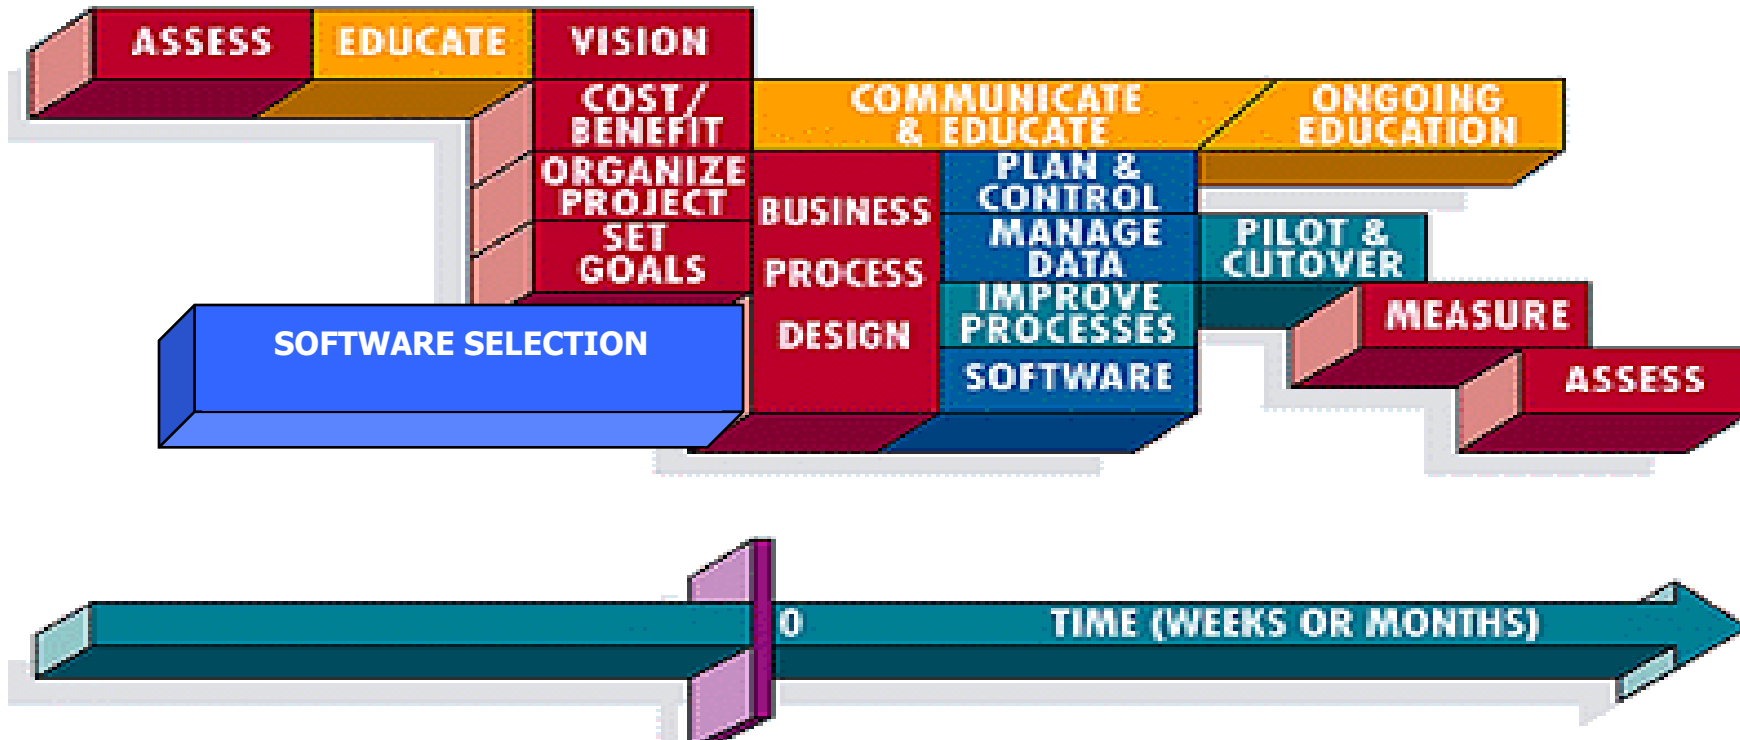 ASSESS
EDUCATE
VISION
COST/
BENEFIT
COMMUNICATE
& EDUCATE
ONGOING
EDUCATION
ORGANIZE
PROJECT
SET
GOALS
BUSINESS
PROCESS
DESIGN
PLAN &
CONTROL
MANAGE
DATA
IMPROVE
PROCESSES
SOFTWARE
PILOT &
CUTOVER
MEASURE
ASSESS
SOFTWARE SELECTION
0
TIME (WEEKS OR MONTHS)